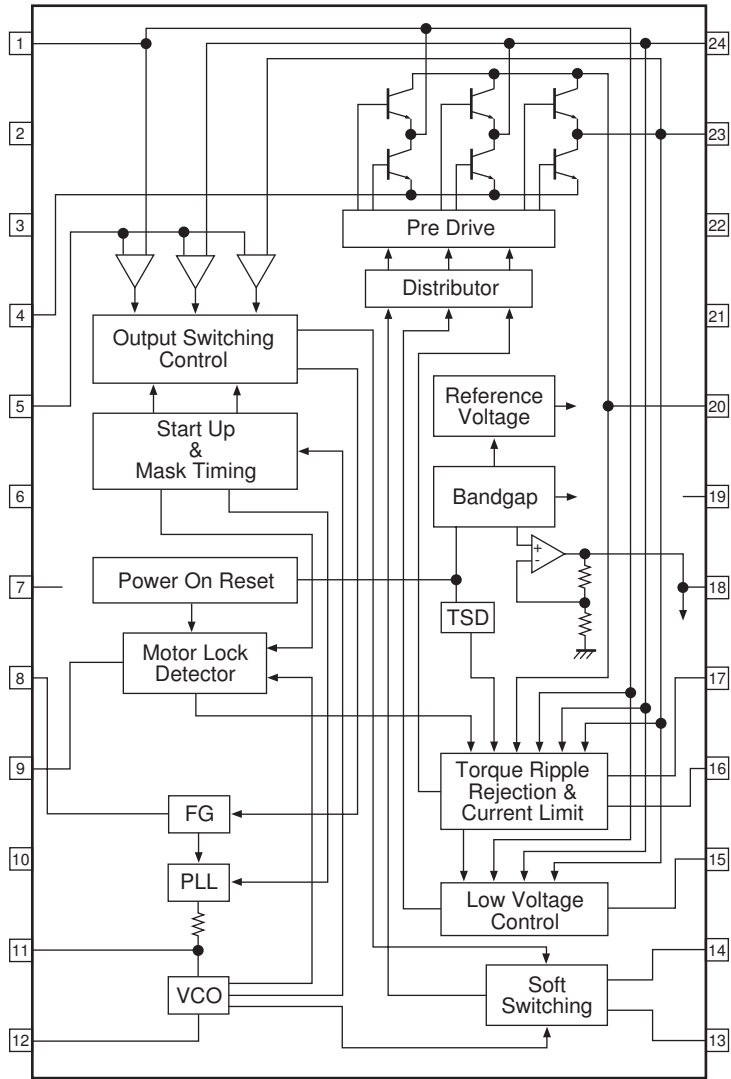 1
24
2
23
3
22
Pre Drive
Distributor
4
21
Output Switching
Control
5
20
Reference
Voltage
Start Up
&
Mask Timing
6
19
Bandgap
+
-
7
18
Power On Reset
TSD
Motor Lock
Detector
8
17
9
16
Torque Ripple
Rejection &
Current Limit
FG
10
15
PLL
Low Voltage
Control
11
14
VCO
Soft
Switching
12
13